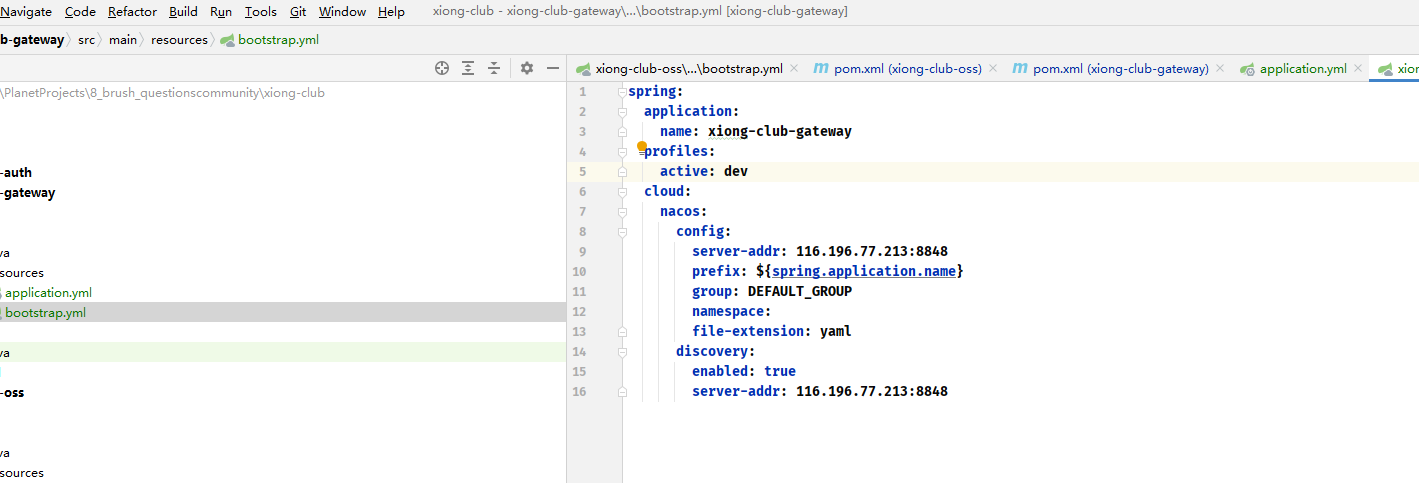 Navigate Code Refactor Build Run Tools Git Window Help xiong-club - xiong-club-gateway\...\bootstrap.yml [xiong-club-gateway]
b-gateway src main resources bootstrap.yml
xiong-club-oss\...\bootstrap.yml pom.xml (xiong-club-oss) pom.xml (xiong-club-gateway) application.yml xion
\PlanetProjects\8_brush_questionscommunity\xiong-club
-auth
-gateway
va
sources
application.yml
bootstrap.yml
va
-oss
va
sources
1 spring:
2 application:
3 name: xiong-club-gateway
4 profiles:
5 active: dev
6 cloud:
7 nacos:
8 config:
9 server-addr: 116.196.77.213:8848
10 prefix: ${spring.application.name}
11 group: DEFAULT_GROUP
12 namespace:
13 file-extension: yaml
14 discovery:
15 enabled: true
16 server-addr: 116.196.77.213:8848